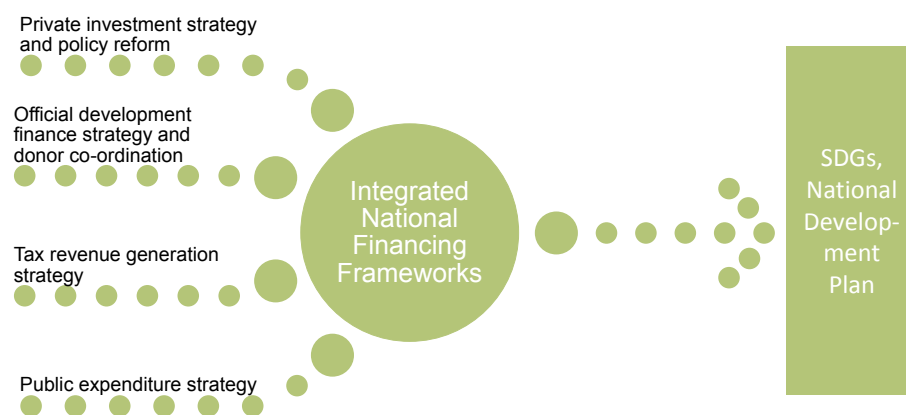 Private investment strategy
and policy reform
Official development
finance strategy and
donor co-ordination
Tax revenue generation
strategy
Public expenditure strategy
Integrated
National
Financing
Frameworks
SDGs,
National
Develop-
ment
Plan